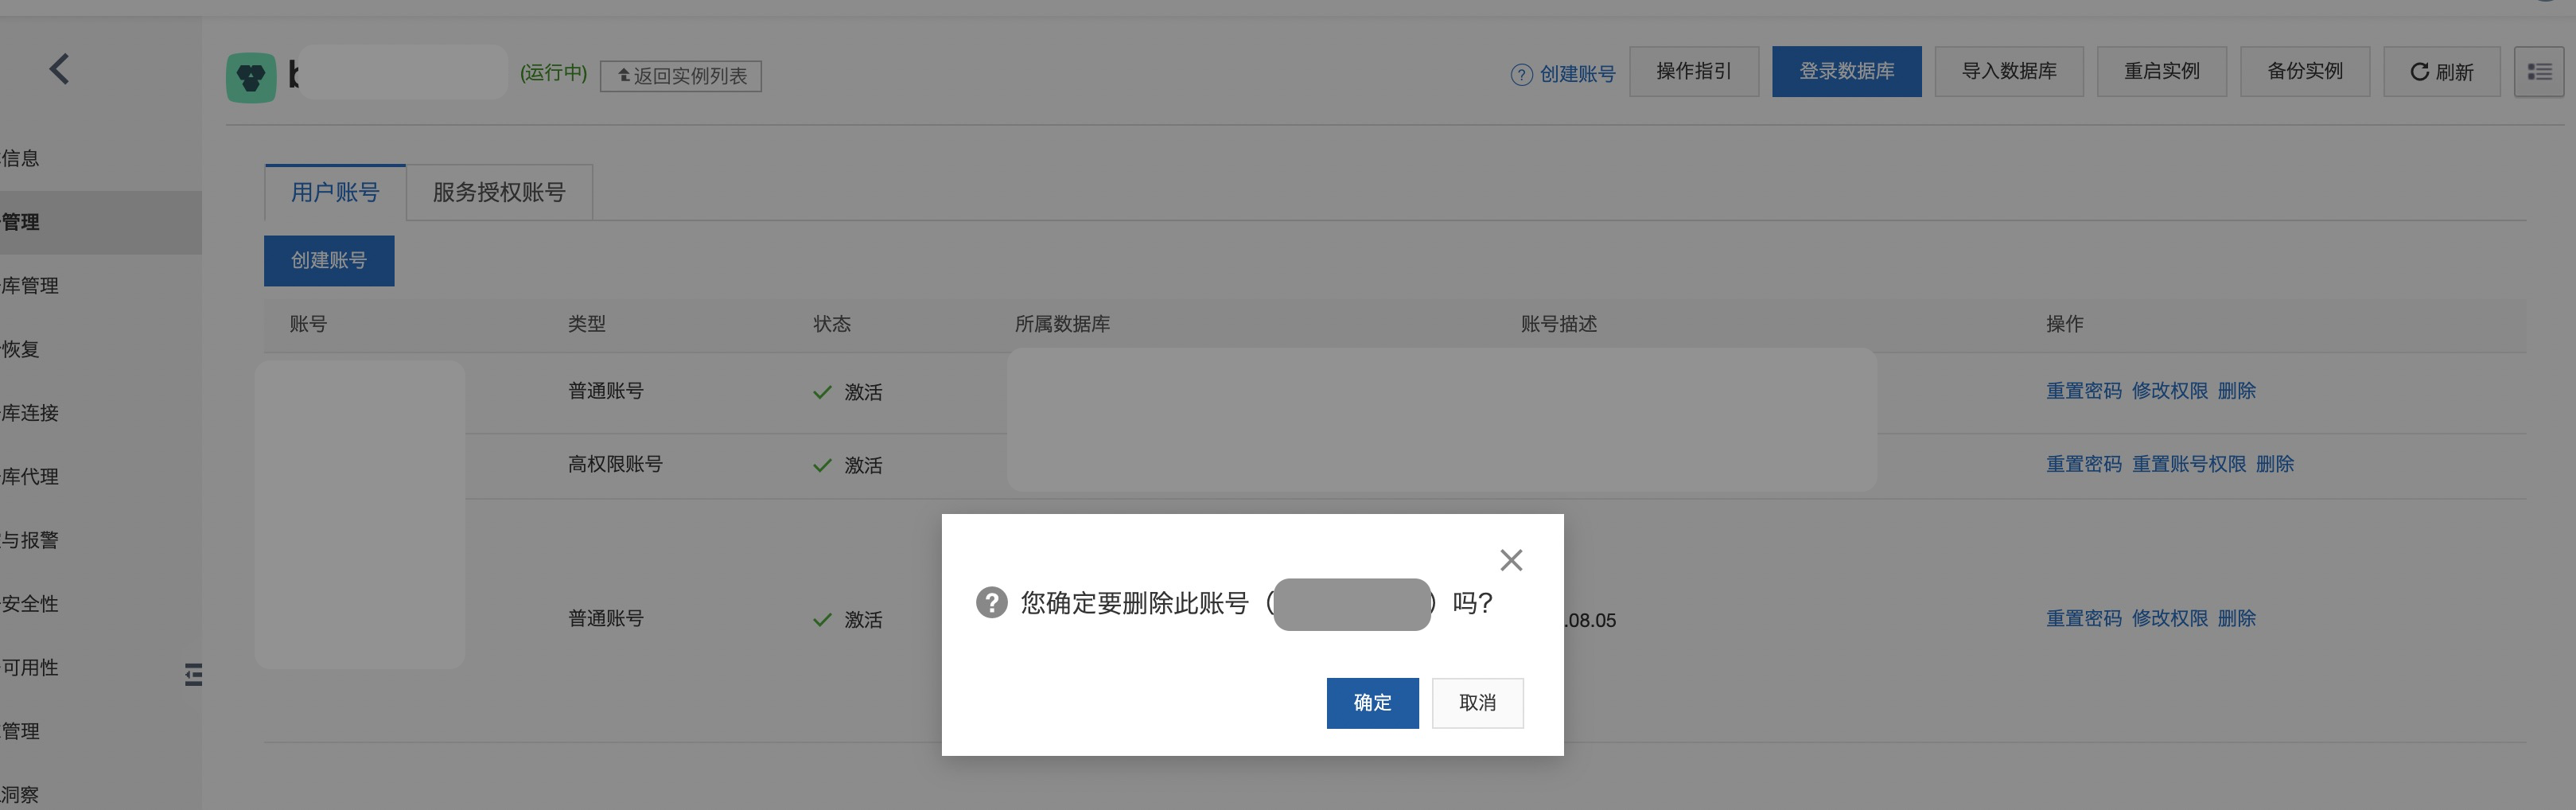 (运行中) 返回实例列表 创建账号 操作指引 登录数据库 导入数据库 重启实例 备份实例 刷新
信息
管理
库管理
恢复
库连接
库代理
与报警
安全性
可用性
管理
洞察
用户账号 服务授权账号
创建账号
账号 类型 状态 所属数据库 账号描述 操作
普通账号 激活 重置密码 修改权限 删除
高权限账号 激活 重置密码 重置账号权限 删除
普通账号 激活 .08.05 重置密码 修改权限 删除
您确定要删除此账号 ( ) 吗?
确定 取消